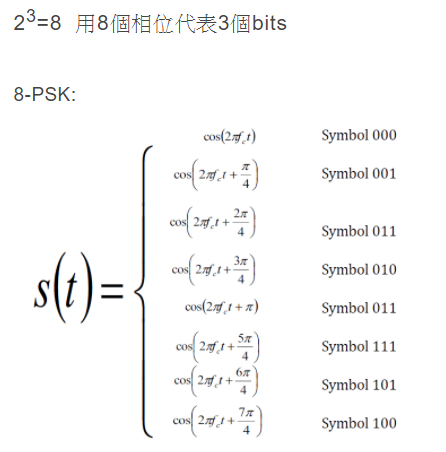 2³=8 用8個相位代表3個bits
8-PSK:
s(t)=
cos(2πf_c t) Symbol 000
cos(2πf_c t + π/4) Symbol 001
cos(2πf_c t + 2π/4) Symbol 011
cos(2πf_c t + 3π/4) Symbol 010
cos(2πf_c t + π) Symbol 011
cos(2πf_c t + 5π/4) Symbol 111
cos(2πf_c t + 6π/4) Symbol 101
cos(2πf_c t + 7π/4) Symbol 100